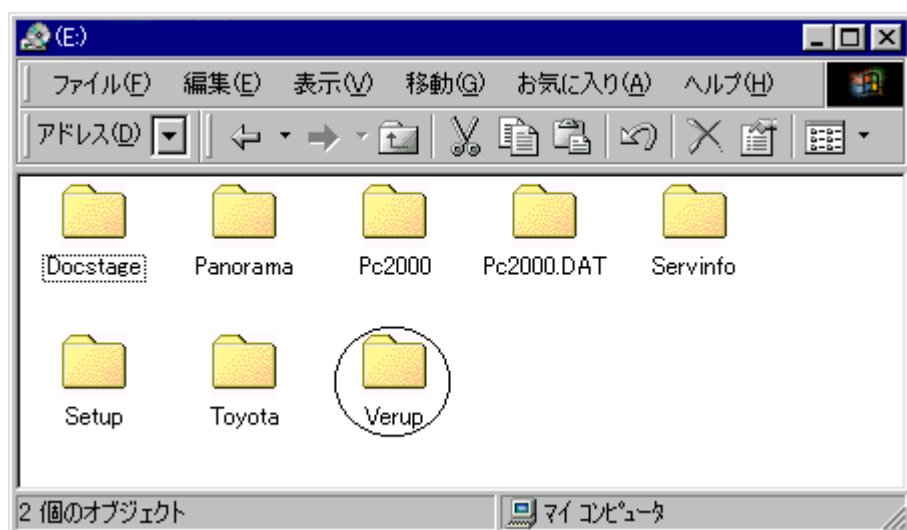 (E:)
ファイル(F) 編集(E) 表示(V) 移動(G) お気に入り(A) ヘルプ(H)
アドレス(D)
Docstage Panorama Pc2000 Pc2000.DAT Servinfo
Setup Toyota Verup
2 個のオブジェクト マイ コンピュータ